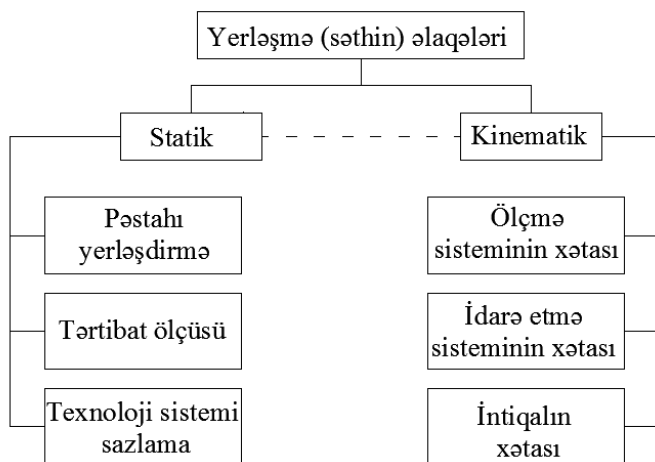 Yerləşmə (səthin) əlaqələri
Statik
Kinematik
Pəstahı
yerləşdirmə
Tərtibat ölçüsü
Texnoloji sistemi
sazlama
Ölçmə
sisteminin xətası
İdarə etmə
sisteminin xətası
İntiqalın
xətası